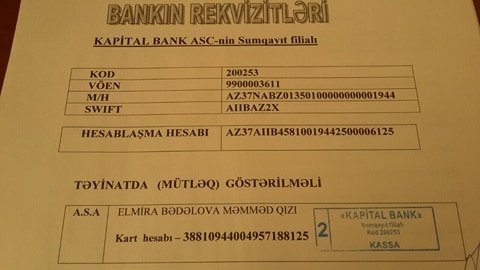 BANKIN REKVİZİTLƏRİ
KAPİTAL BANK ASC-nin Sumqayıt filialı
KOD 200253
VÖEN 9900003611
M/H AZ37NABZ01350100000000001944
SWIFT AIIBAZ2X
HESABLAŞMA HESABI AZ37AIIB45810019442500006125
TƏYİNATDA (MÜTLƏQ) GÖSTƏRİLMƏLİ
A.S.A ELMİRA BƏDƏLOVA MƏMMƏD QIZI
Kart hesabı – 38810944004957188125
2 «KAPİTAL BANK»
Sumqayıt filialı
Kod 200253
KASSA